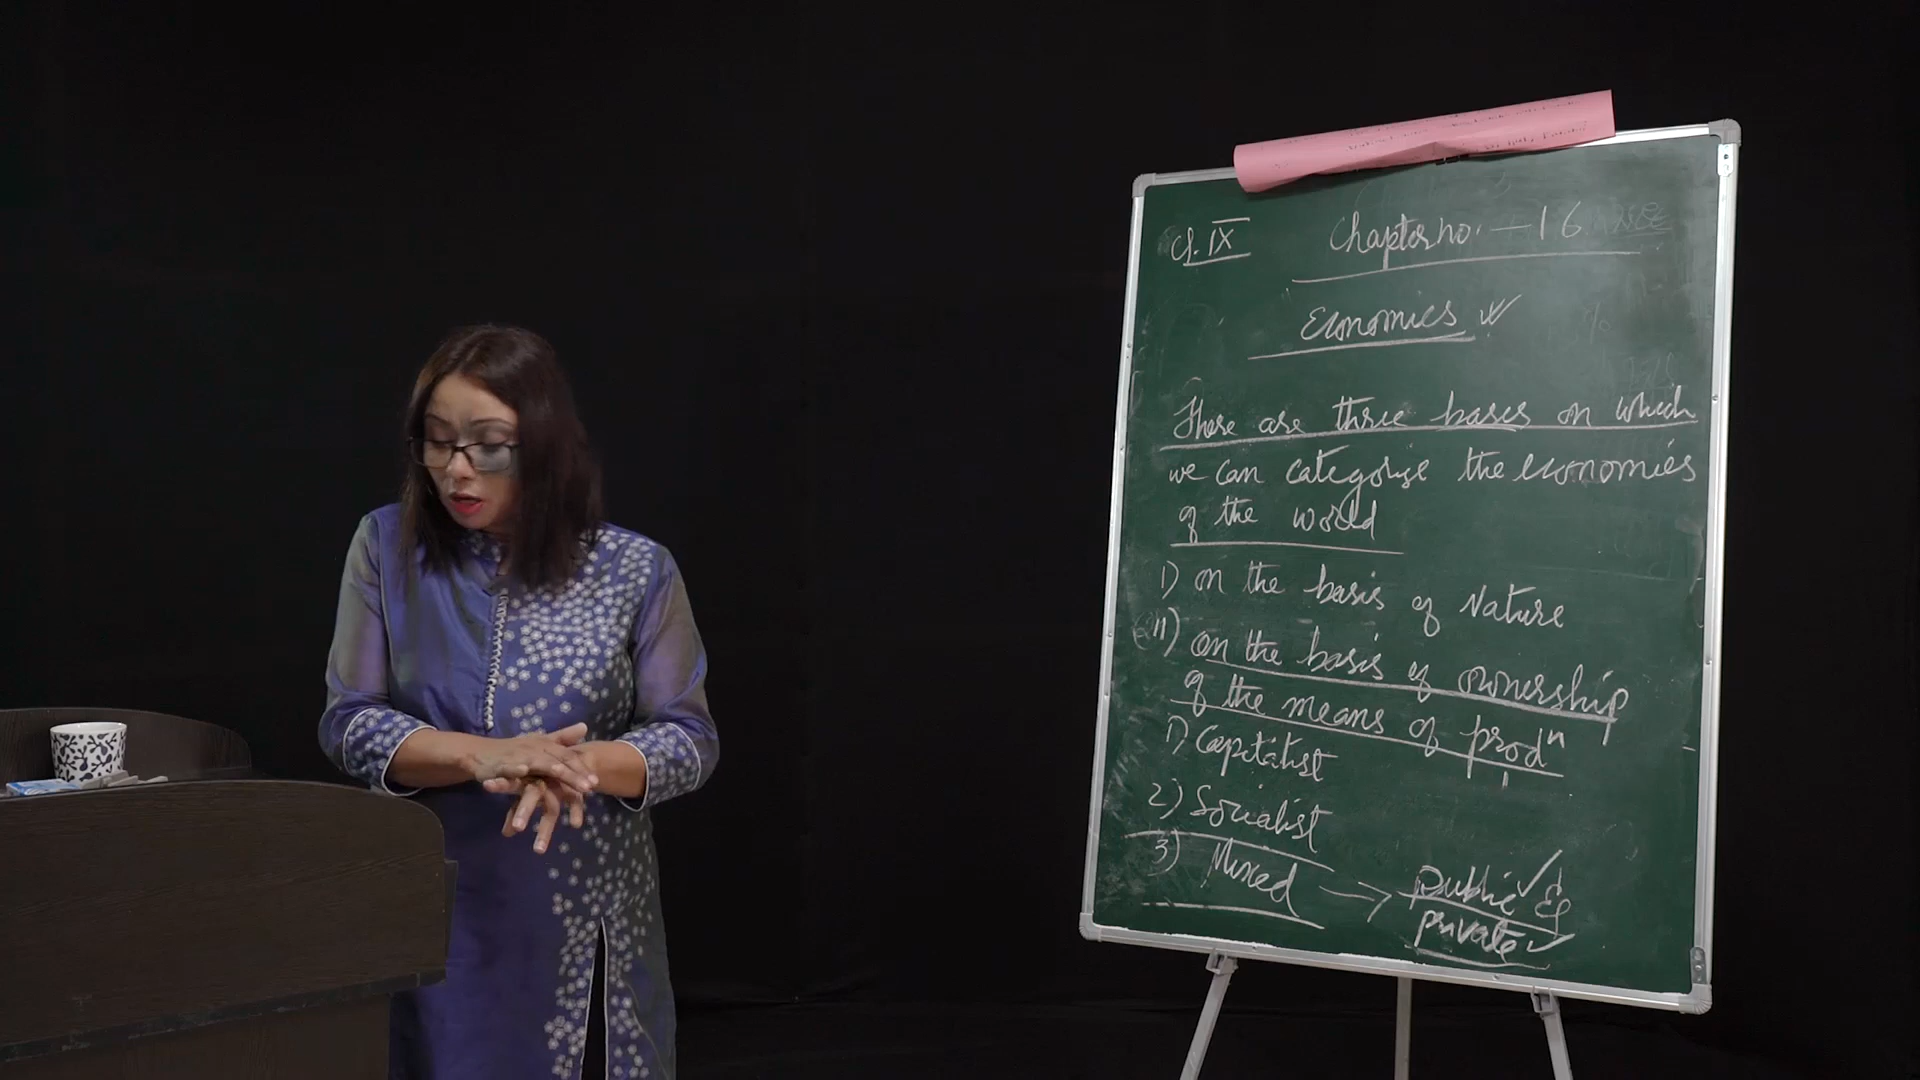 Cl. IX Chapter no. - 16
Economics
There are three bases on which
we can categorise the economies
of the world
1) on the basis of Nature
11) on the basis of ownership
of the means of prodⁿ
1) Capitalist
2) Socialist
3) Mixed → Public &
private